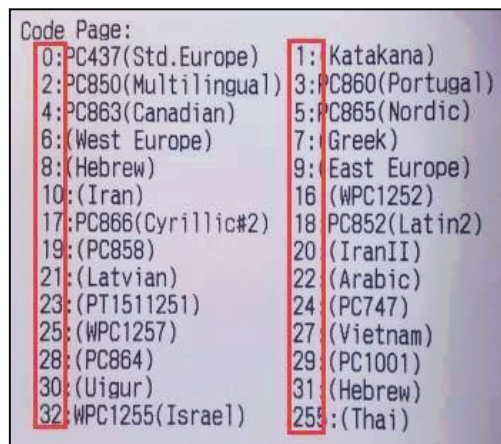 Code Page:
0:PC437(Std.Europe) 1:(Katakana)
2:PC850(Multilingual) 3:PC860(Portugal)
4:PC863(Canadian) 5:PC865(Nordic)
6:(West Europe) 7:(Greek)
8:(Hebrew) 9:(East Europe)
10:(Iran) 16 (WPC1252)
17:PC866(Cyrillic#2) 18 PC852(Latin2)
19:(PC858) 20 (IranII)
21:(Latvian) 22 (Arabic)
23:(PT1511251) 24 (PC747)
25:(WPC1257) 27 (Vietnam)
28:(PC864) 29:(PC1001)
30:(Uigur) 31:(Hebrew)
32:WPC1255(Israel) 255:(Thai)